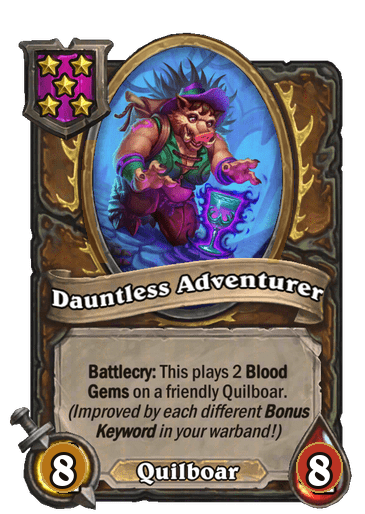 Dauntless Adventurer
Battlecry: This plays 2 Blood
Gems on a friendly Quilboar.
(Improved by each different Bonus
Keyword in your warband!)
8
Quilboar
8